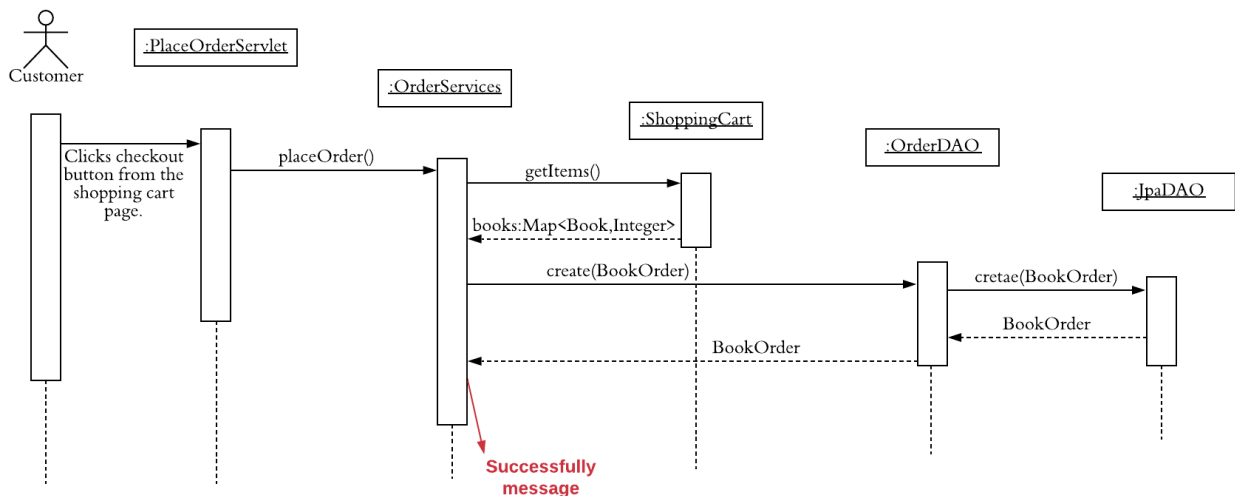 Customer
:PlaceOrderServlet
:OrderServices
:ShoppingCart
:OrderDAO
:JpaDAO
Clicks checkout
button from the
shopping cart
page.
placeOrder()
getItems()
books:Map<Book,Integer>
create(BookOrder)
cretae(BookOrder)
BookOrder
BookOrder
Successfully
message